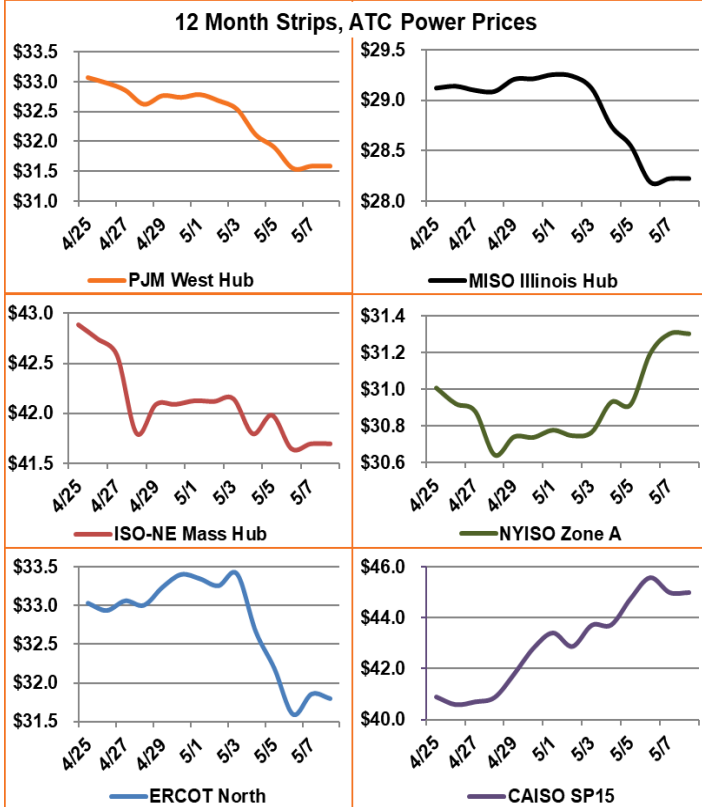 12 Month Strips, ATC Power Prices
$33.5
$33.0
$32.5
$32.0
$31.5
$31.0
4/25 4/27 4/29 5/1 5/3 5/5 5/7
PJM West Hub
$29.5
$29.0
$28.5
$28.0
4/25 4/27 4/29 5/1 5/3 5/5 5/7
MISO Illinois Hub
$43.0
$42.5
$42.0
$41.5
4/25 4/27 4/29 5/1 5/3 5/5 5/7
ISO-NE Mass Hub
$31.4
$31.2
$31.0
$30.8
$30.6
4/25 4/27 4/29 5/1 5/3 5/5 5/7
NYISO Zone A
$33.5
$33.0
$32.5
$32.0
$31.5
4/25 4/27 4/29 5/1 5/3 5/5 5/7
ERCOT North
$46.0
$44.0
$42.0
$40.0
4/25 4/27 4/29 5/1 5/3 5/5 5/7
CAISO SP15